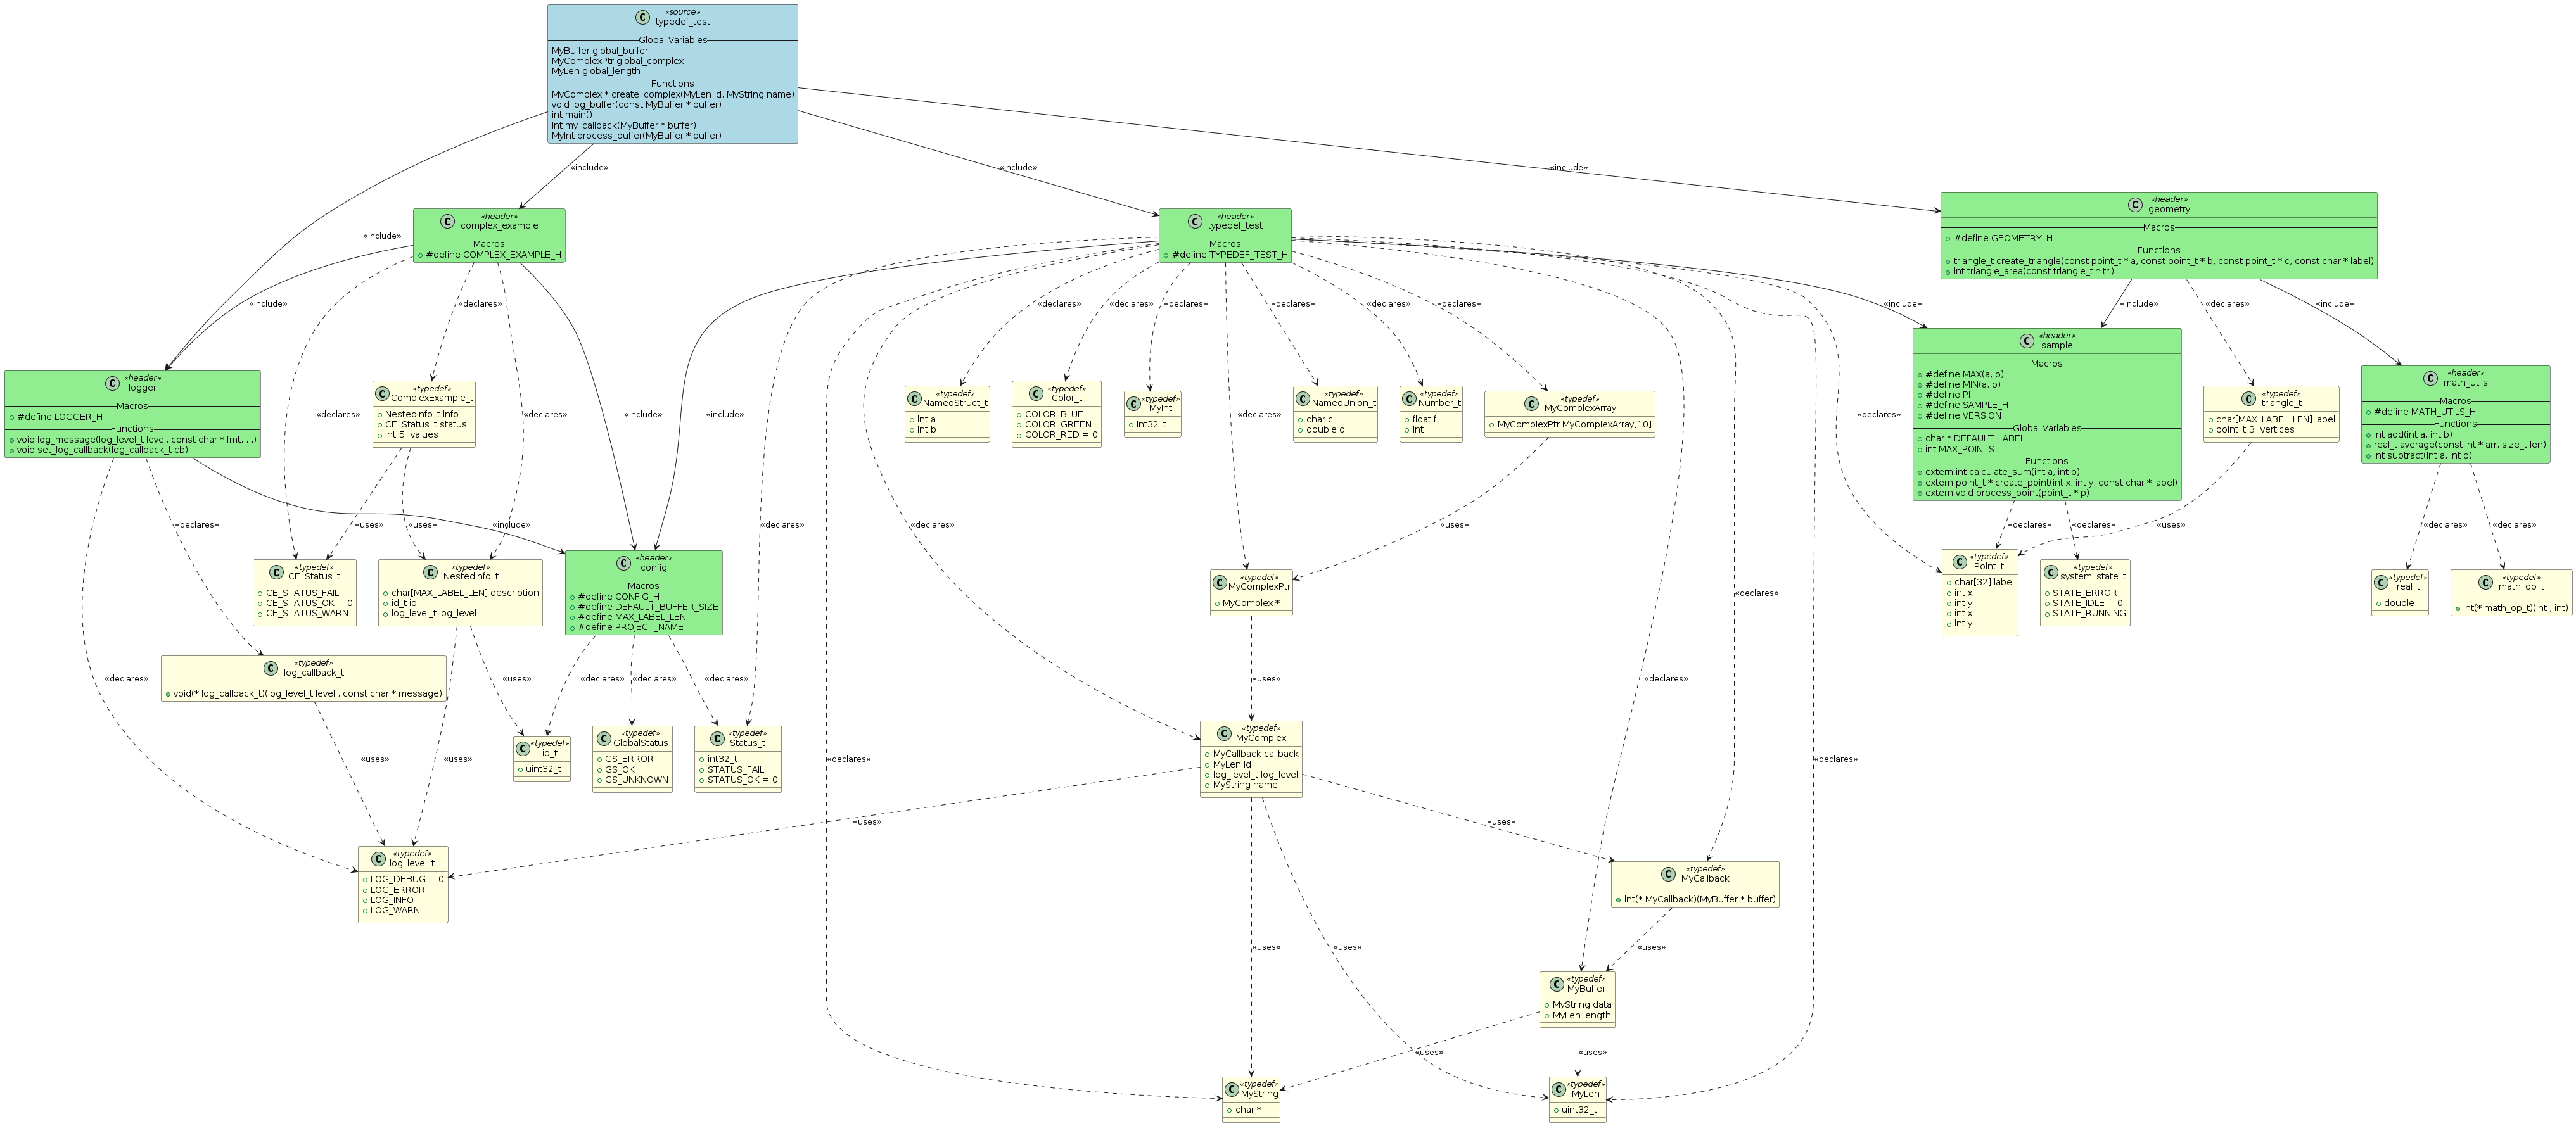 C «source»
typedef_test
Global Variables
MyBuffer global_buffer
MyComplexPtr global_complex
MyLen global_length
Functions
MyComplex * create_complex(MyLen id, MyString name)
void log_buffer(const MyBuffer * buffer)
int main()
int my_callback(MyBuffer * buffer)
MyInt process_buffer(MyBuffer * buffer)
«include»
«include»
«include»
«include»
C «header»
complex_example
Macros
#define COMPLEX_EXAMPLE_H
C «header»
typedef_test
Macros
#define TYPEDEF_TEST_H
C «header»
geometry
Macros
#define GEOMETRY_H
Functions
triangle_t create_triangle(const point_t * a, const point_t * b, const point_t * c, const char * label)
int triangle_area(const triangle_t * tri)
«include»
«declares»
«declares»
«declares»
«declares»
«declares»
«declares»
«declares»
«include»
«include»
«declares»
«include»
C «header»
logger
Macros
#define LOGGER_H
Functions
void log_message(log_level_t level, const char * fmt, ...)
void set_log_callback(log_callback_t cb)
C «typedef»
ComplexExample_t
NestedInfo_t info
CE_Status_t status
int[5] values
C «typedef»
NamedStruct_t
int a
int b
C «typedef»
Color_t
COLOR_BLUE
COLOR_GREEN
COLOR_RED = 0
C «typedef»
MyInt
int32_t
C «typedef»
NamedUnion_t
char c
double d
C «typedef»
Number_t
float f
int i
C «typedef»
MyComplexArray
MyComplexPtr MyComplexArray[10]
C «header»
sample
Macros
#define MAX(a, b)
#define MIN(a, b)
#define PI
#define SAMPLE_H
#define VERSION
Global Variables
char * DEFAULT_LABEL
int MAX_POINTS
Functions
extern int calculate_sum(int a, int b)
extern point_t * create_point(int x, int y, const char * label)
extern void process_point(point_t * p)
C «typedef»
triangle_t
char[MAX_LABEL_LEN] label
point_t[3] vertices
C «header»
math_utils
Macros
#define MATH_UTILS_H
Functions
int add(int a, int b)
real_t average(const int * arr, size_t len)
int subtract(int a, int b)
«declares»
«declares»
«include»
«include»
«declares»
«declares»
«declares»
«uses»
«uses»
«include»
«declares»
«declares»
«uses»
«declares»
«declares»
«uses»
«declares»
«declares»
C «typedef»
CE_Status_t
CE_STATUS_FAIL
CE_STATUS_OK = 0
CE_STATUS_WARN
C «typedef»
NestedInfo_t
char[MAX_LABEL_LEN] description
id_t id
log_level_t log_level
C «header»
config
Macros
#define CONFIG_H
#define DEFAULT_BUFFER_SIZE
#define MAX_LABEL_LEN
#define PROJECT_NAME
C «typedef»
MyComplexPtr
MyComplex *
C «typedef»
Point_t
char[32] label
int x
int y
int x
int y
C «typedef»
system_state_t
STATE_ERROR
STATE_IDLE = 0
STATE_RUNNING
C «typedef»
real_t
double
C «typedef»
math_op_t
int(* math_op_t)(int , int)
«declares»
C «typedef»
log_callback_t
void(* log_callback_t)(log_level_t level , const char * message)
«declares»
«uses»
«declares»
«declares»
«declares»
«uses»
«declares»
C «typedef»
id_t
uint32_t
C «typedef»
GlobalStatus
GS_ERROR
GS_OK
GS_UNKNOWN
C «typedef»
Status_t
int32_t
STATUS_FAIL
STATUS_OK = 0
C «typedef»
MyComplex
MyCallback callback
MyLen id
log_level_t log_level
MyString name
«uses»
«uses»
«declares»
«declares»
«uses»
«uses»
C «typedef»
log_level_t
LOG_DEBUG = 0
LOG_ERROR
LOG_INFO
LOG_WARN
C «typedef»
MyCallback
int(* MyCallback)(MyBuffer * buffer)
«uses»
«uses»
«uses»
C «typedef»
MyBuffer
MyString data
MyLen length
«uses»
«uses»
C «typedef»
MyString
char *
C «typedef»
MyLen
uint32_t